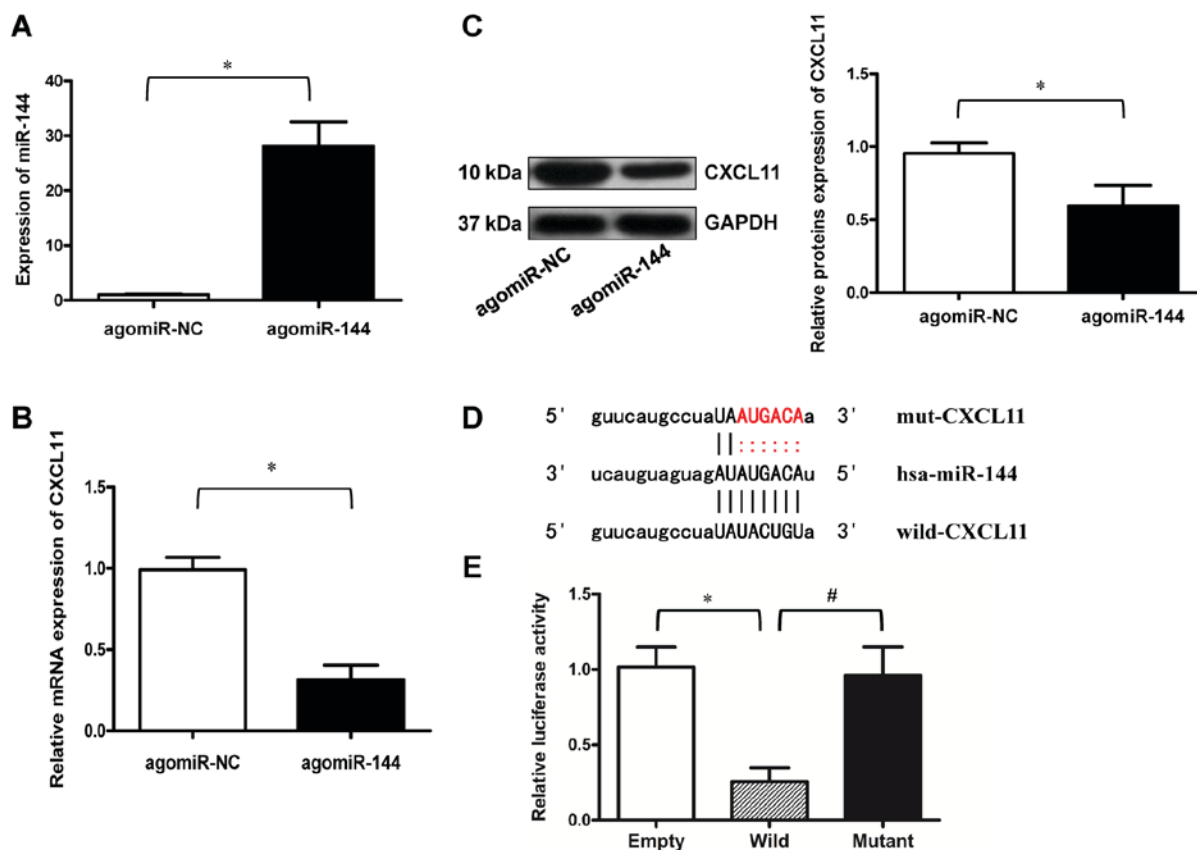 A
Expression of miR-144
40
30
20
10
0
*
agomiR-NC agomiR-144
C
10 kDa CXCL11
37 kDa GAPDH
agomiR-NC agomiR-144
Relative proteins expression of CXCL11
1.5
1.0
0.5
0.0
*
agomiR-NC agomiR-144
B
Relative mRNA expression of CXCL11
1.5
1.0
0.5
0.0
*
agomiR-NC agomiR-144
D
5' guucaugccuaUAAUGACAa 3' mut-CXCL11
||::::::
3' ucauguaguagAUAUGACAu 5' hsa-miR-144
||||||||
5' guucaugccuaUAUACUGUa 3' wild-CXCL11
E
Relative luciferase activity
1.5
1.0
0.5
0.0
* #
Empty Wild Mutant